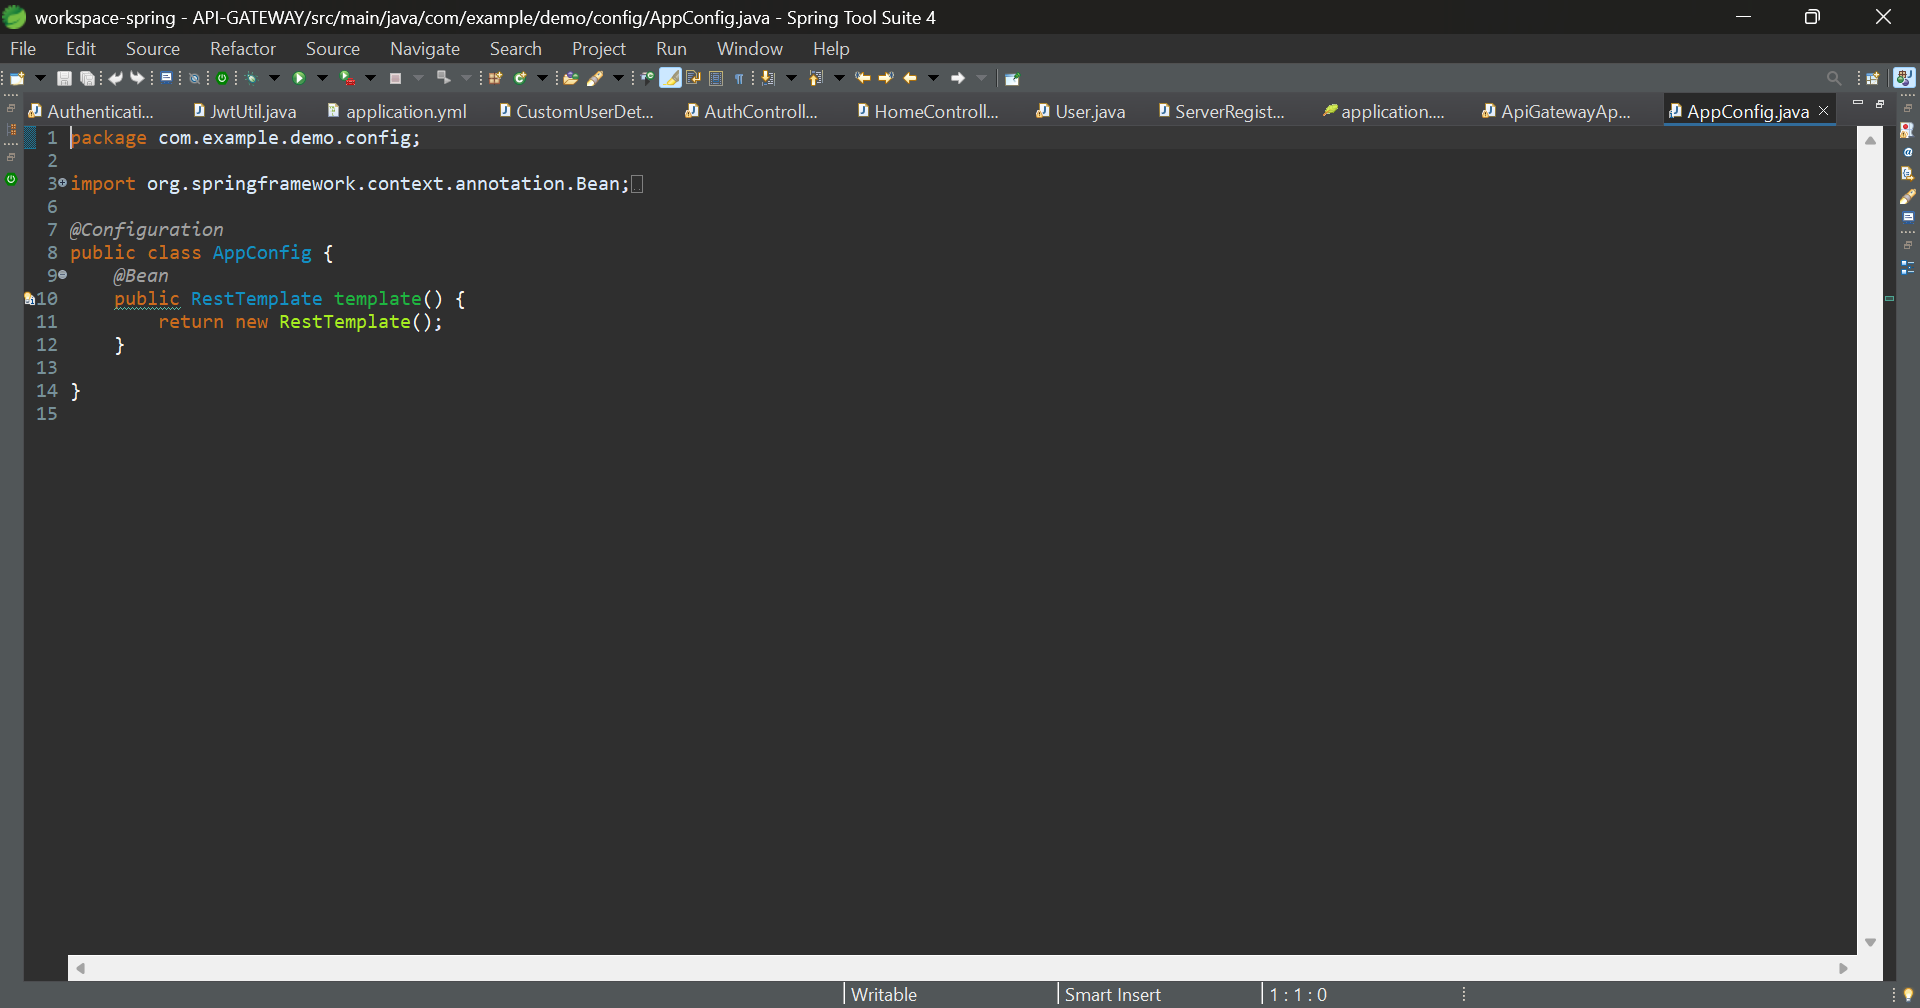 workspace-spring - API-GATEWAY/src/main/java/com/example/demo/config/AppConfig.java - Spring Tool Suite 4
File Edit Source Refactor Source Navigate Search Project Run Window Help
Authenticati... JwtUtil.java application.yml CustomUserDet... AuthControll... HomeControll... User.java ServerRegist... application.... ApiGatewayAp... AppConfig.java
1 package com.example.demo.config;
2
3 import org.springframework.context.annotation.Bean;
6
7 @Configuration
8 public class AppConfig {
9 @Bean
10 public RestTemplate template() {
11 return new RestTemplate();
12 }
13
14 }
15
Writable Smart Insert 1 : 1 : 0